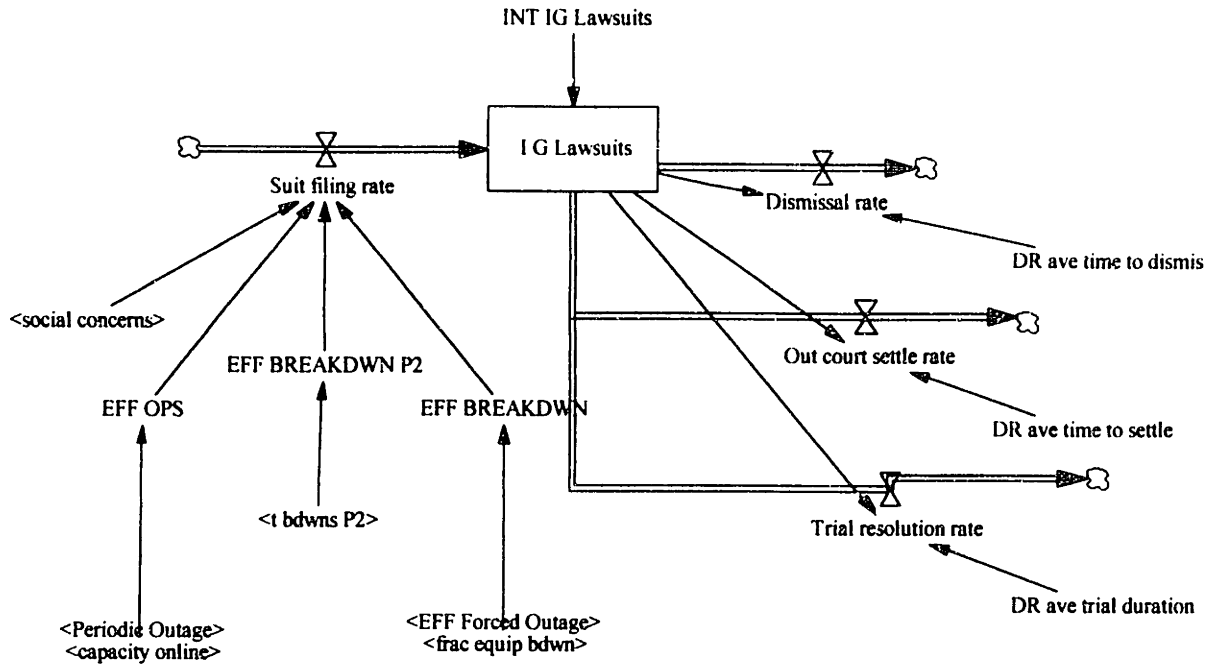 INT IG Lawsuits
I G Lawsuits
Suit filing rate
Dismissal rate
DR ave time to dismis
<social concerns>
Out court settle rate
EFF BREAKDWN P2
EFF OPS
EFF BREAKDWN
DR ave time to settle
<t bdwns P2>
Trial resolution rate
DR ave trial duration
<Periodic Outage>
<capacity online>
<EFF Forced Outage>
<frac equip bdwn>